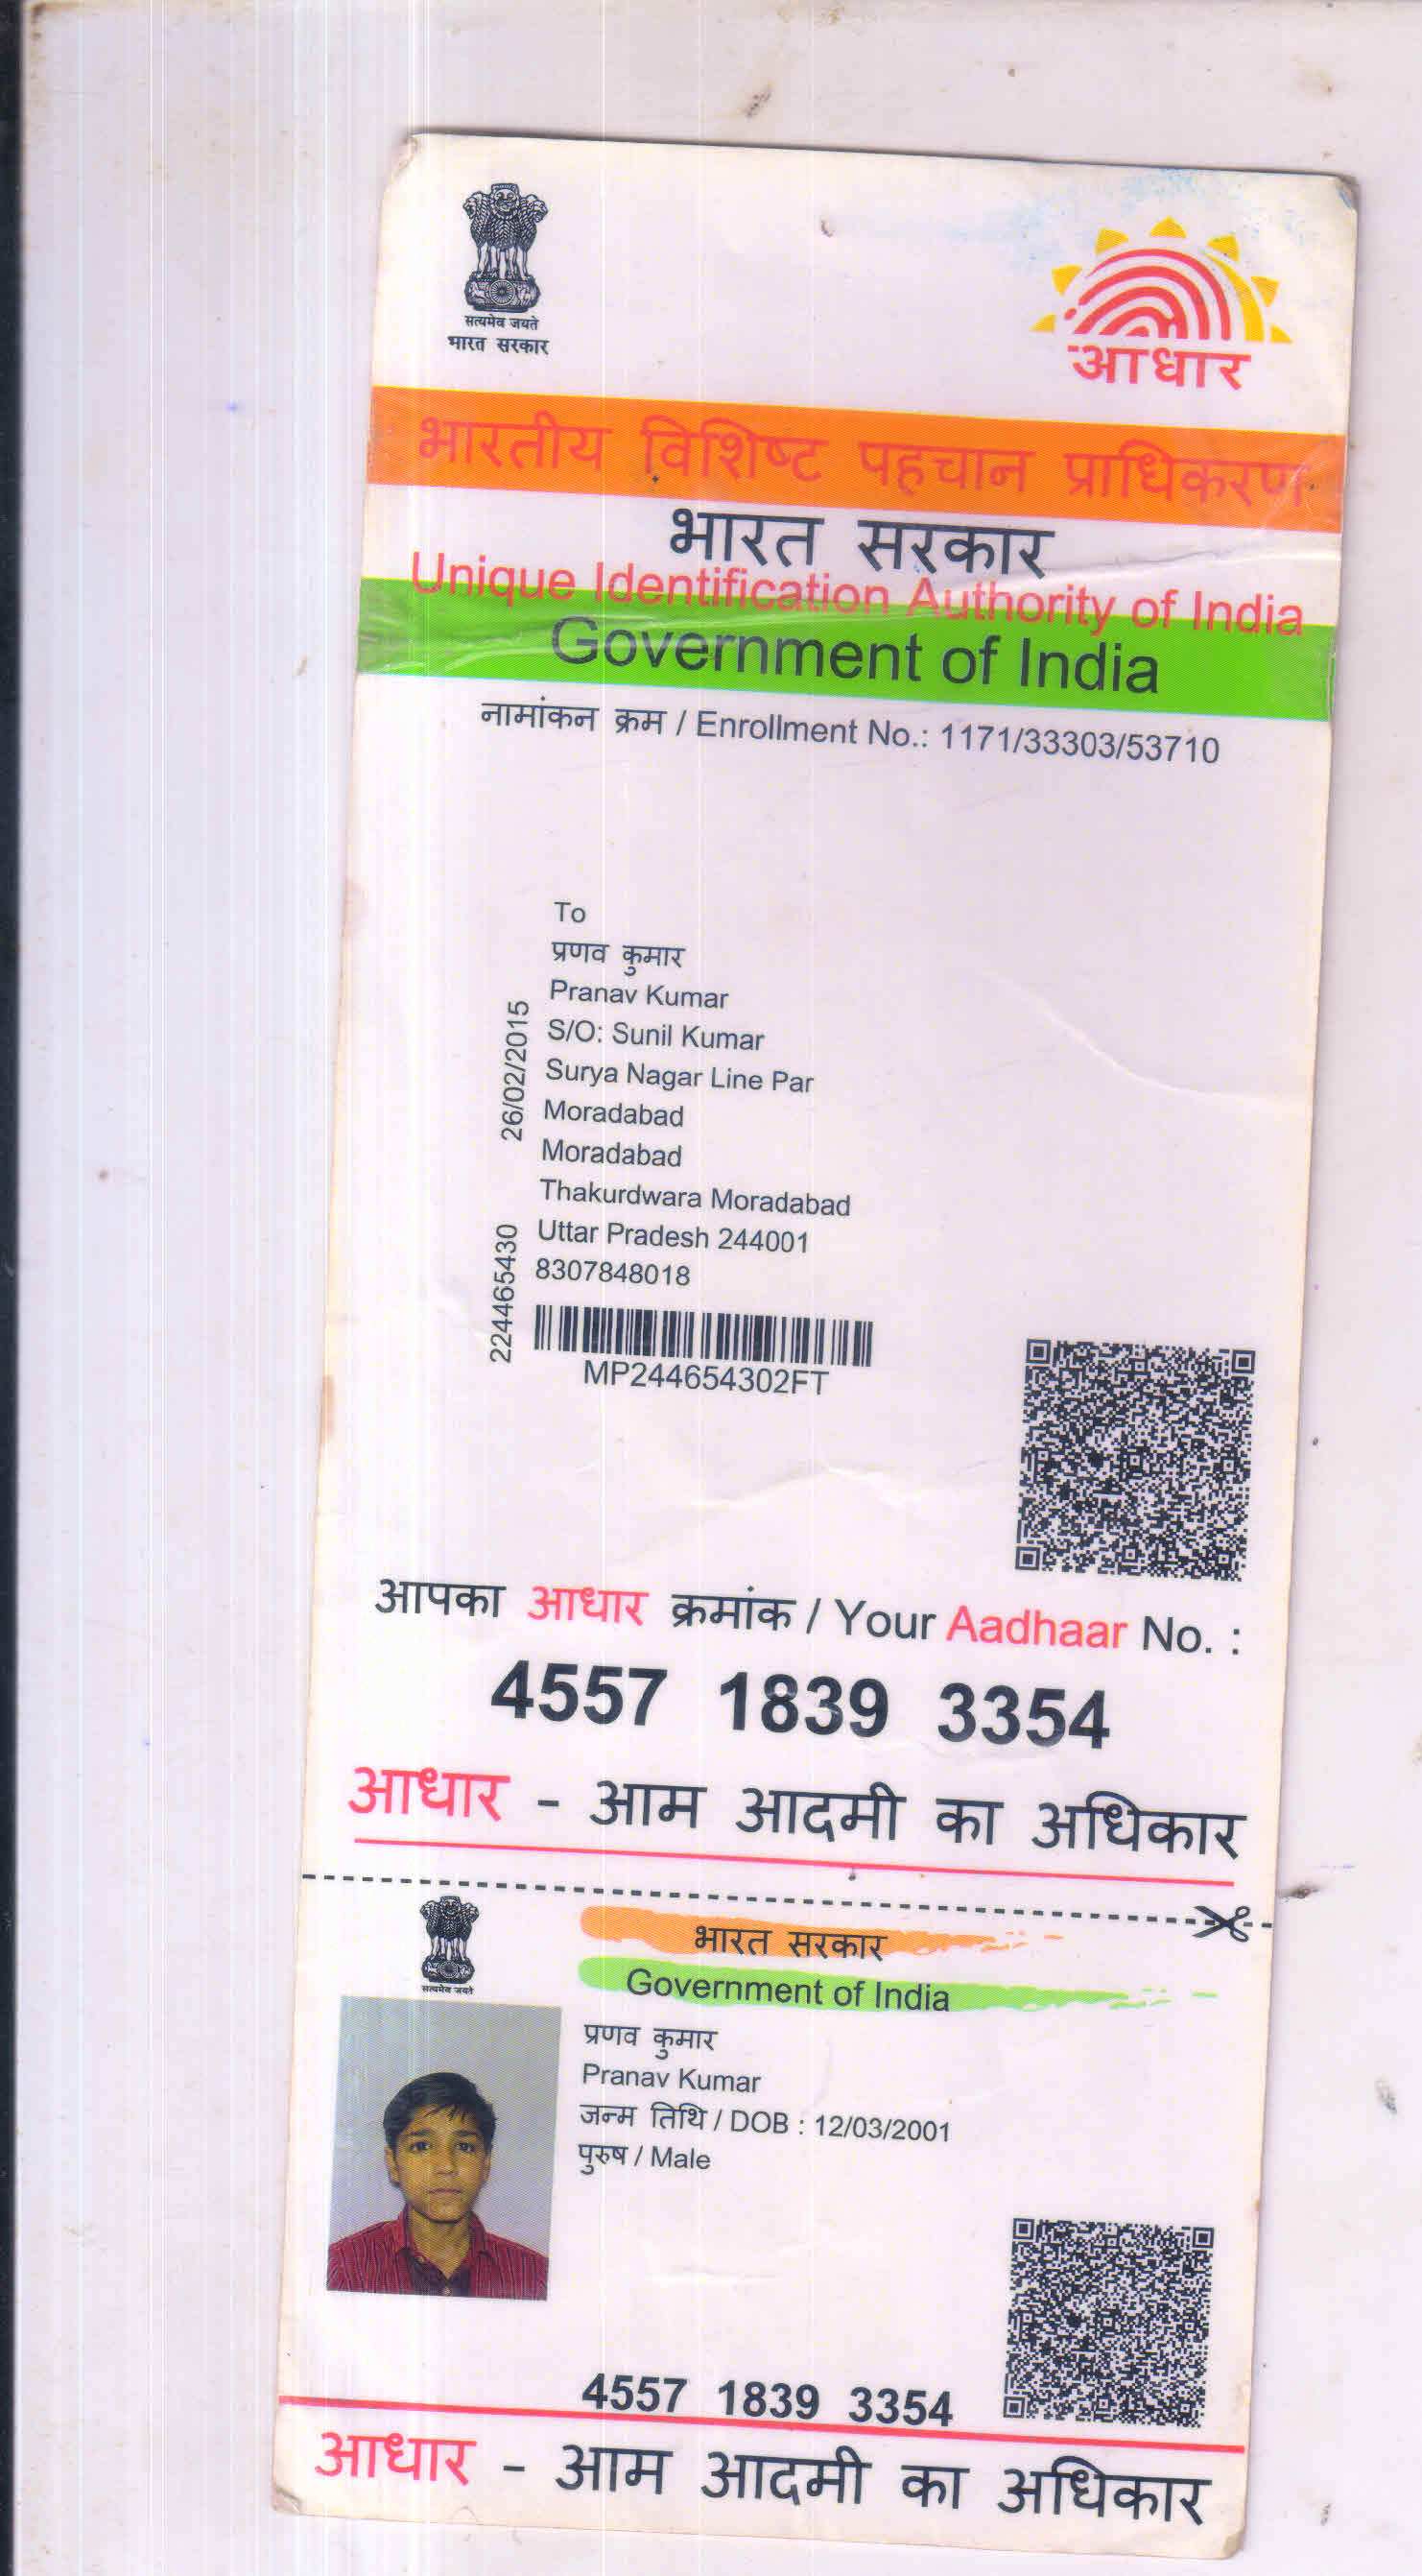 सत्यमेव जयते
भारत सरकार
आधार
भारतीय विशिष्ट पहचान प्राधिकरण
भारत सरकार
Unique Identification Authority of India
Government of India
नामांकन क्रम / Enrollment No.: 1171/33303/53710
To
प्रणव कुमार
Pranav Kumar
S/O: Sunil Kumar
Surya Nagar Line Par
Moradabad
Moradabad
Thakurdwara Moradabad
Uttar Pradesh 244001
8307848018
26/02/2015
224465430
MP244654302FT
आपका आधार क्रमांक / Your Aadhaar No. :
4557 1839 3354
आधार - आम आदमी का अधिकार
सत्यमेव जयते
भारत सरकार
Government of India
प्रणव कुमार
Pranav Kumar
जन्म तिथि / DOB : 12/03/2001
पुरुष / Male
4557 1839 3354
आधार - आम आदमी का अधिकार